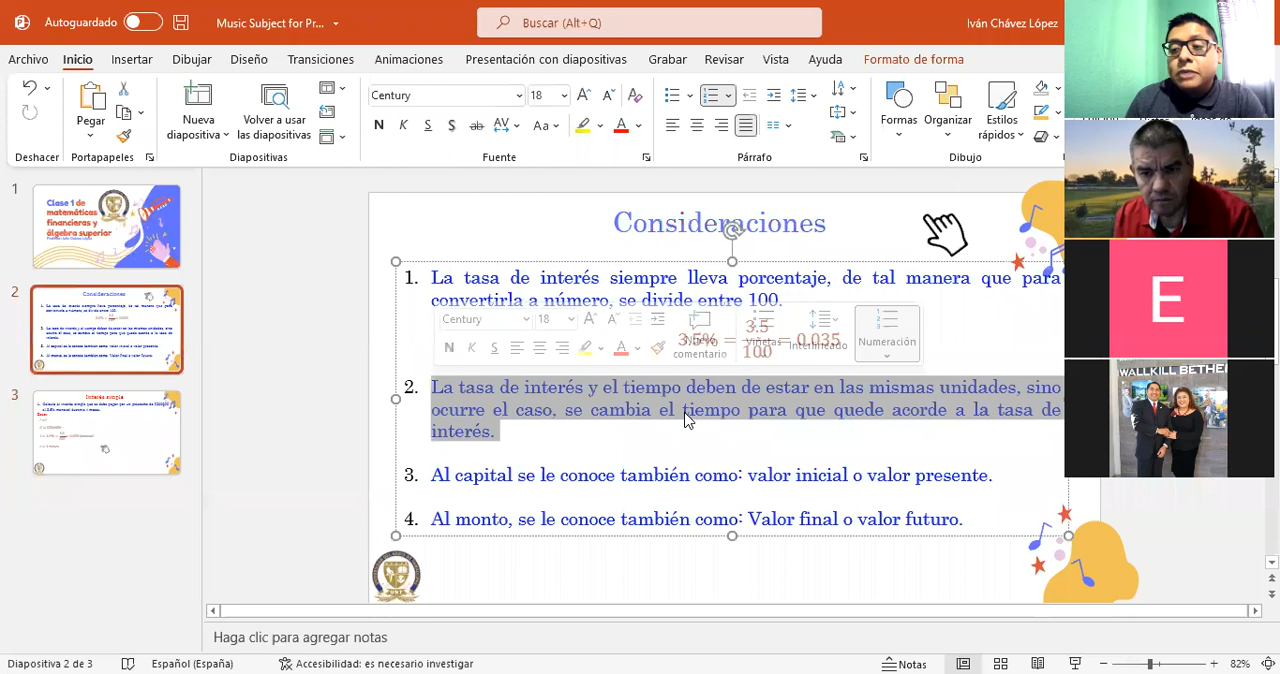 Autoguardado
Music Subject for Pr...
Buscar (Alt+Q)
Iván Chávez López
Archivo Inicio Insertar Dibujar Diseño Transiciones Animaciones Presentación con diapositivas Grabar Revisar Vista Ayuda Formato de forma
Century 18
Pegar
Nueva diapositiva
Volver a usar las diapositivas
N K S S ab AV Aa A
Formas Organizar Estilos rápidos
Deshacer Portapapeles Diapositivas Fuente Párrafo Dibujo
1
Clase 1 de
matemáticas
financieras y
álgebra superior
2
Consideraciones
3
Interés simple
Consideraciones
1. La tasa de interés siempre lleva porcentaje, de tal manera que para
convertirla a número, se divide entre 100.
3.5% = 3.5 / 100 = 0.035
Century 18
N K S
comentario
Viñetas
Interlineado
Numeración
2. La tasa de interés y el tiempo deben de estar en las mismas unidades, sino
ocurre el caso, se cambia el tiempo para que quede acorde a la tasa de
interés.
3. Al capital se le conoce también como: valor inicial o valor presente.
4. Al monto, se le conoce también como: Valor final o valor futuro.
Haga clic para agregar notas
Diapositiva 2 de 3
Español (España)
Accesibilidad: es necesario investigar
Notas
82%
E
WALLKILL BETHEL